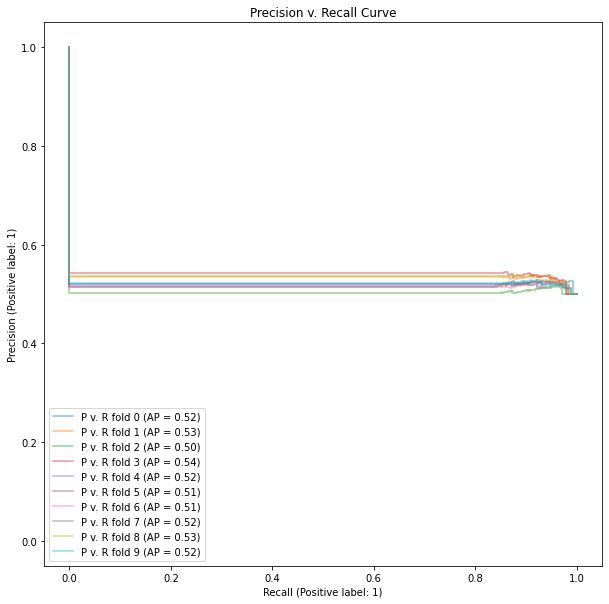 Precision v. Recall Curve
1.0
0.8
0.6
0.4
0.2
0.0
Precision (Positive label: 1)
P v. R fold 0 (AP = 0.52)
P v. R fold 1 (AP = 0.53)
P v. R fold 2 (AP = 0.50)
P v. R fold 3 (AP = 0.54)
P v. R fold 4 (AP = 0.52)
P v. R fold 5 (AP = 0.51)
P v. R fold 6 (AP = 0.51)
P v. R fold 7 (AP = 0.52)
P v. R fold 8 (AP = 0.53)
P v. R fold 9 (AP = 0.52)
0.0 0.2 0.4 0.6 0.8 1.0
Recall (Positive label: 1)